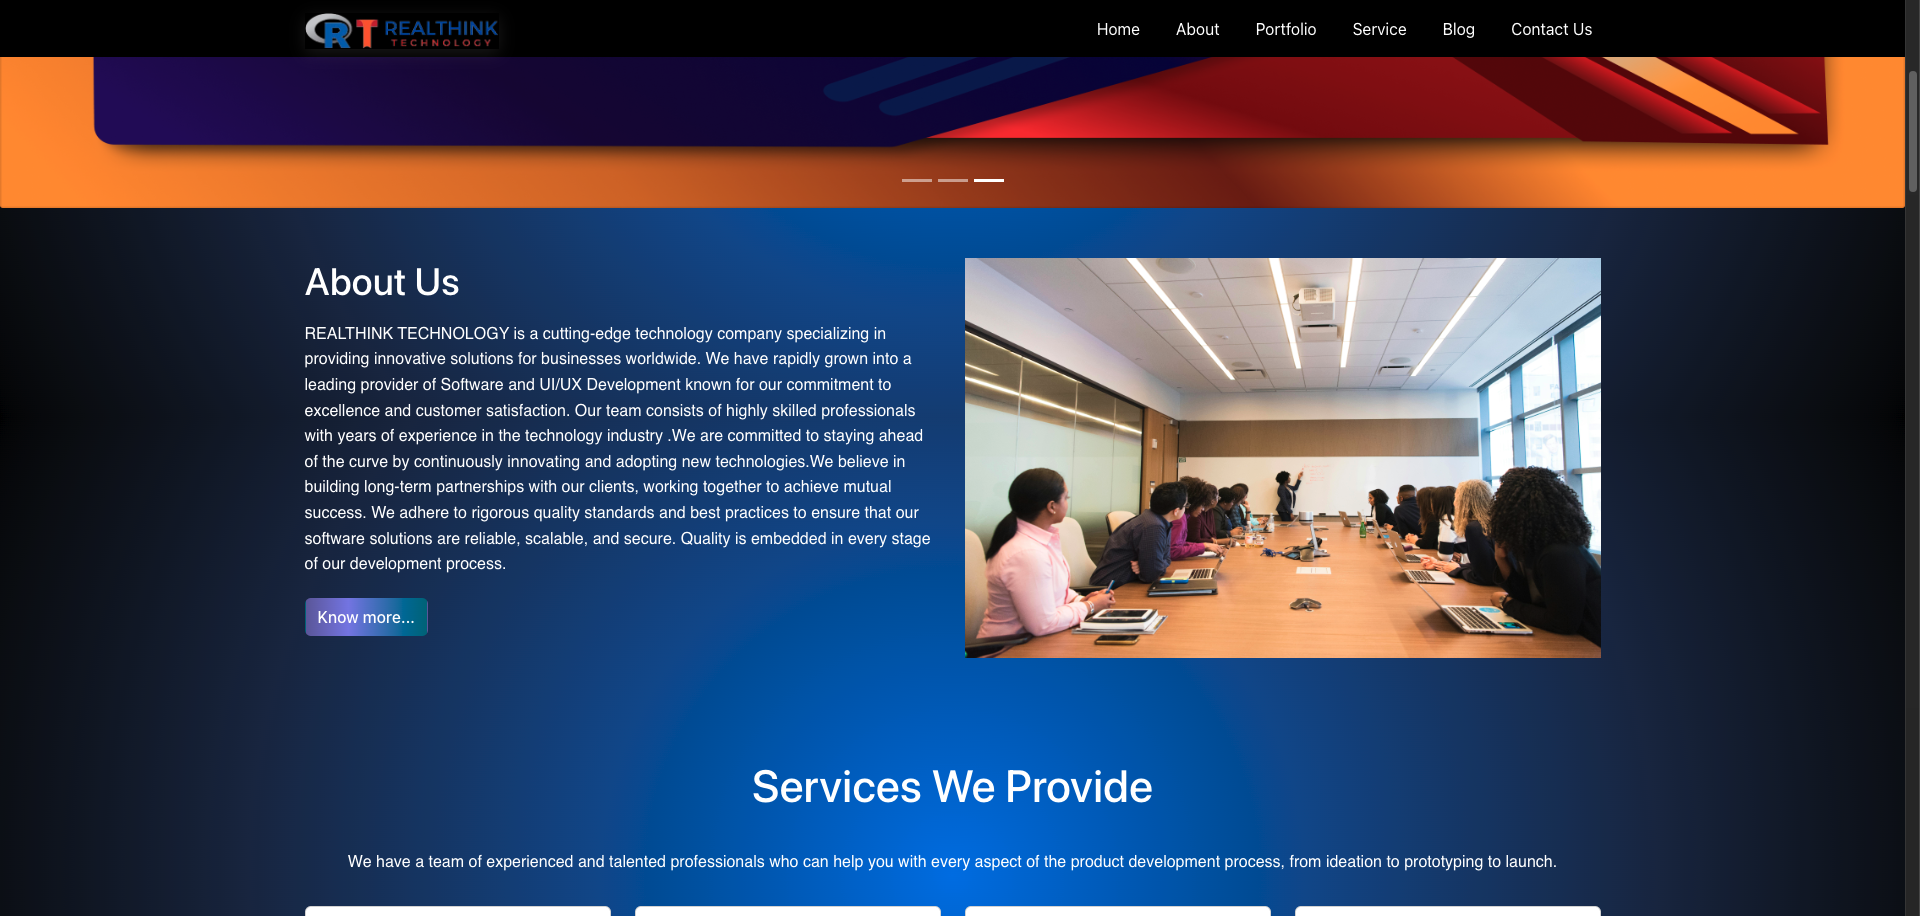 REALTHINK
TECHNOLOGY
Home About Portfolio Service Blog Contact Us
About Us
REALTHINK TECHNOLOGY is a cutting-edge technology company specializing in
providing innovative solutions for businesses worldwide. We have rapidly grown into a
leading provider of Software and UI/UX Development known for our commitment to
excellence and customer satisfaction. Our team consists of highly skilled professionals
with years of experience in the technology industry .We are committed to staying ahead
of the curve by continuously innovating and adopting new technologies.We believe in
building long-term partnerships with our clients, working together to achieve mutual
success. We adhere to rigorous quality standards and best practices to ensure that our
software solutions are reliable, scalable, and secure. Quality is embedded in every stage
of our development process.
Know more...
Services We Provide
We have a team of experienced and talented professionals who can help you with every aspect of the product development process, from ideation to prototyping to launch.